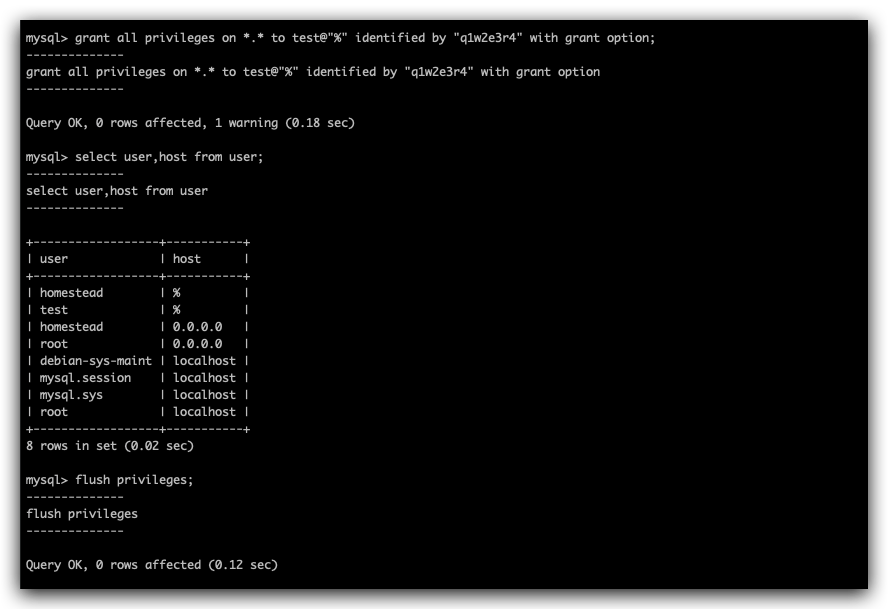 mysql> grant all privileges on *.* to test@"%" identified by "q1w2e3r4" with grant option;
--------------
grant all privileges on *.* to test@"%" identified by "q1w2e3r4" with grant option
--------------
Query OK, 0 rows affected, 1 warning (0.18 sec)
mysql> select user,host from user;
--------------
select user,host from user
--------------
+------------------+-----------+
| user             | host      |
+------------------+-----------+
| homestead        | %         |
| test             | %         |
| homestead        | 0.0.0.0   |
| root             | 0.0.0.0   |
| debian-sys-maint | localhost |
| mysql.session    | localhost |
| mysql.sys        | localhost |
| root             | localhost |
+------------------+-----------+
8 rows in set (0.02 sec)
mysql> flush privileges;
--------------
flush privileges
--------------
Query OK, 0 rows affected (0.12 sec)